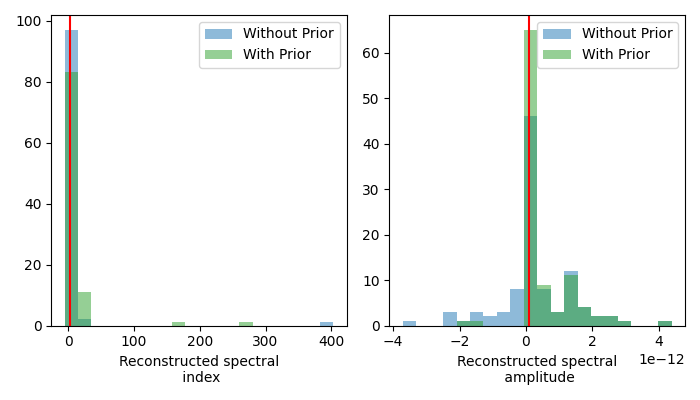 100
80
60
40
20
0
Without Prior
With Prior
0
100
200
300
400
Reconstructed spectral
index
60
50
40
30
20
10
0
Without Prior
With Prior
−4
−2
0
2
4
1e−12
Reconstructed spectral
amplitude